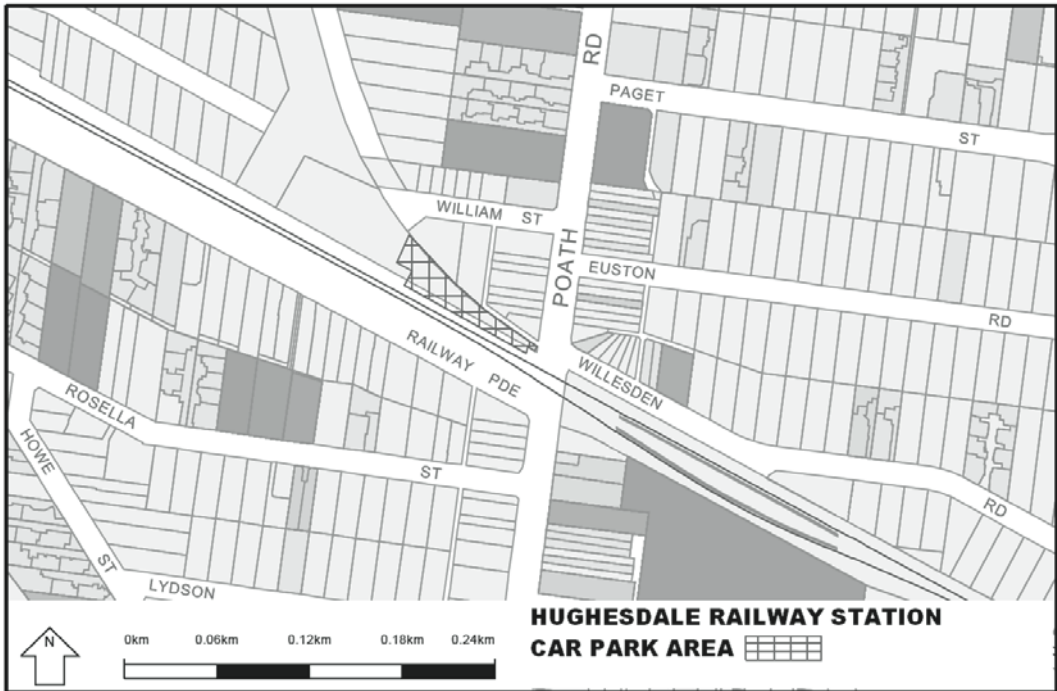 RD
PAGET
ST
WILLIAM ST
POATH
EUSTON
RD
RAILWAY PDE
WILLESDEN
RD
ROSELLA
ST
HOWE
ST
LYDSON
N
0km 0.06km 0.12km 0.18km 0.24km
HUGHESDALE RAILWAY STATION
CAR PARK AREA